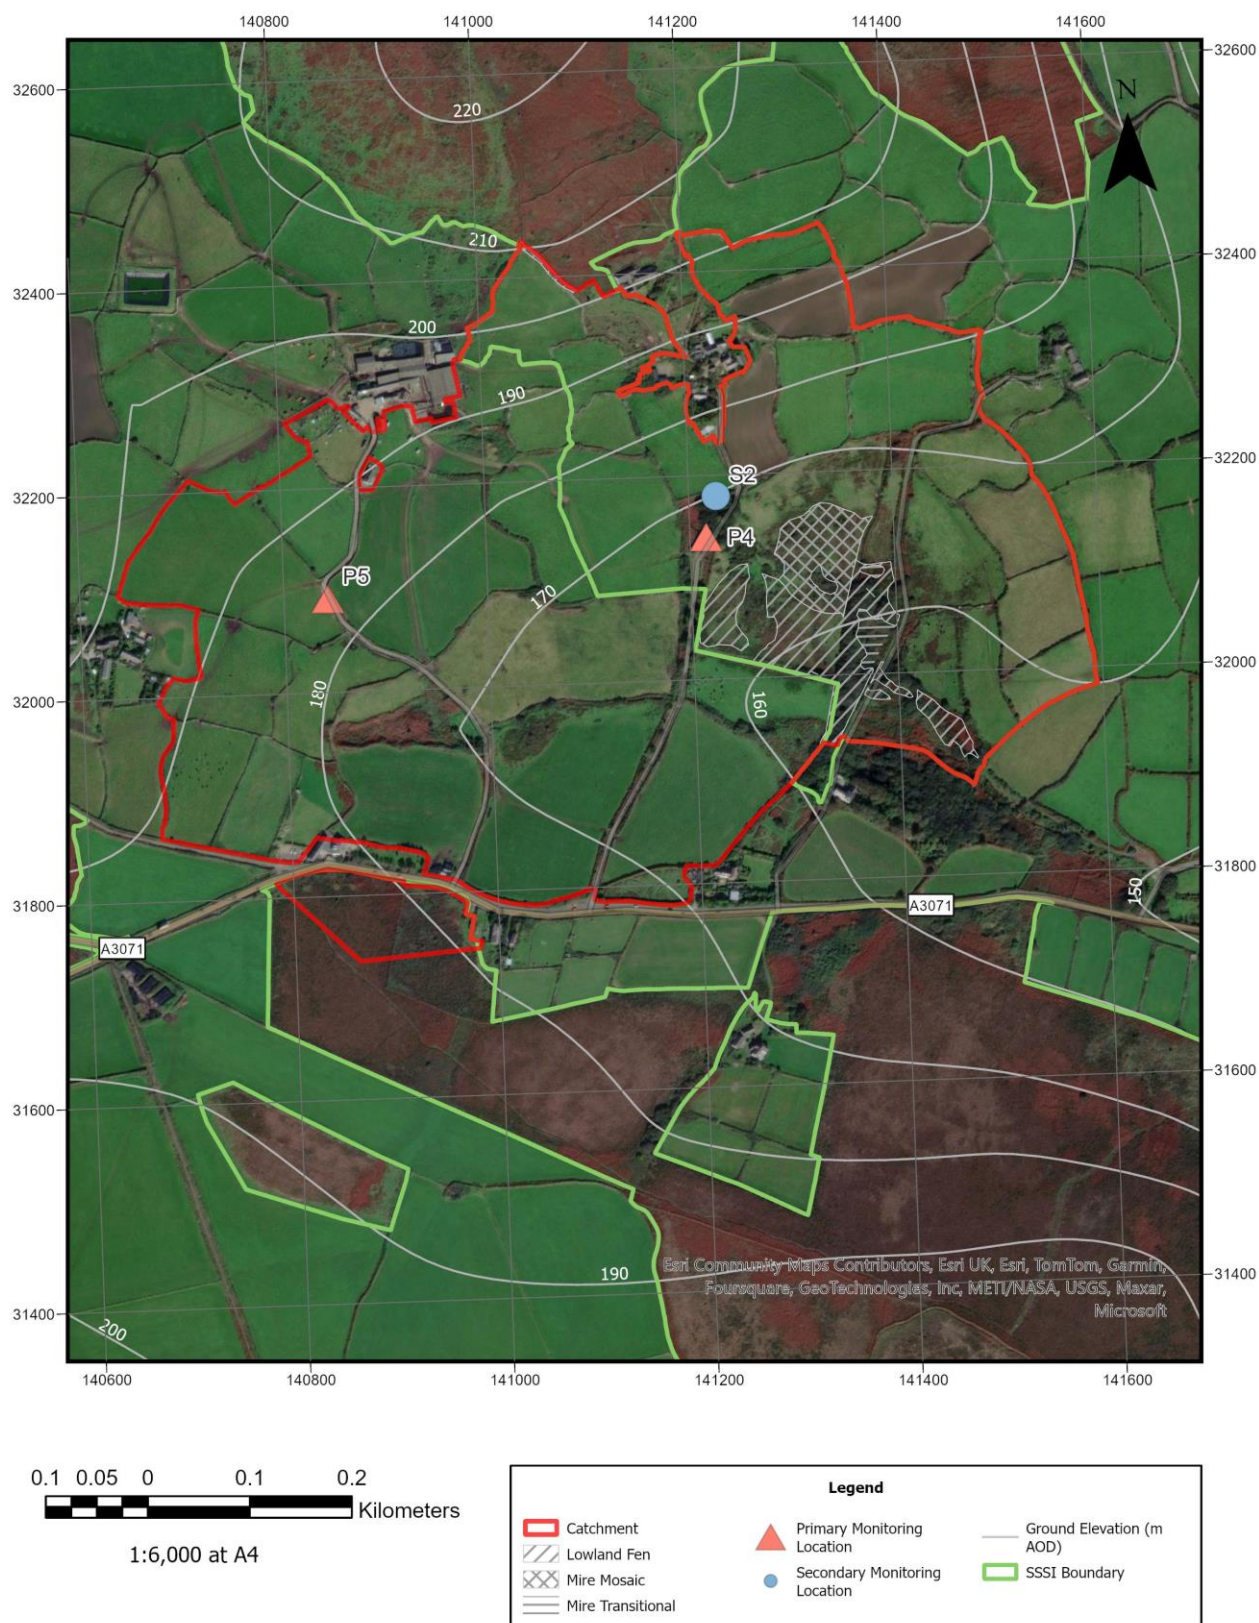 140800 141000 141200 141400 141600
32600 32600
N
220
210
32400 32400
200
190
32200 32200
S2
P4
P5
170
32000 32000
180
160
31800 31800
150
A3071
A3071
31600 31600
190
31400 31400
200
Esri Community Maps Contributors, Esri UK, Esri, TomTom, Garmin,
Foursquare, GeoTechnologies, Inc, METI/NASA, USGS, Maxar,
Microsoft
140600 140800 141000 141200 141400 141600
0.1 0.05 0 0.1 0.2
Kilometers
1:6,000 at A4
Legend
Catchment
Lowland Fen
Mire Mosaic
Mire Transitional
Primary Monitoring
Location
Secondary Monitoring
Location
Ground Elevation (m
AOD)
SSSI Boundary